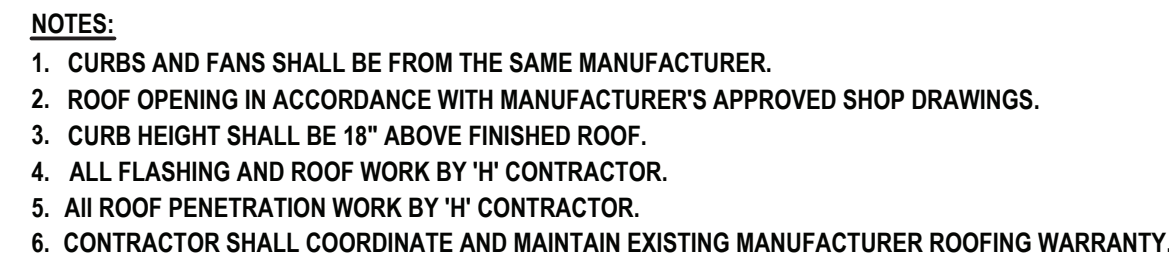 NOTES:
1. CURBS AND FANS SHALL BE FROM THE SAME MANUFACTURER.
2. ROOF OPENING IN ACCORDANCE WITH MANUFACTURER'S APPROVED SHOP DRAWINGS.
3. CURB HEIGHT SHALL BE 18" ABOVE FINISHED ROOF.
4. ALL FLASHING AND ROOF WORK BY 'H' CONTRACTOR.
5. All ROOF PENETRATION WORK BY 'H' CONTRACTOR.
6. CONTRACTOR SHALL COORDINATE AND MAINTAIN EXISTING MANUFACTURER ROOFING WARRANTY.